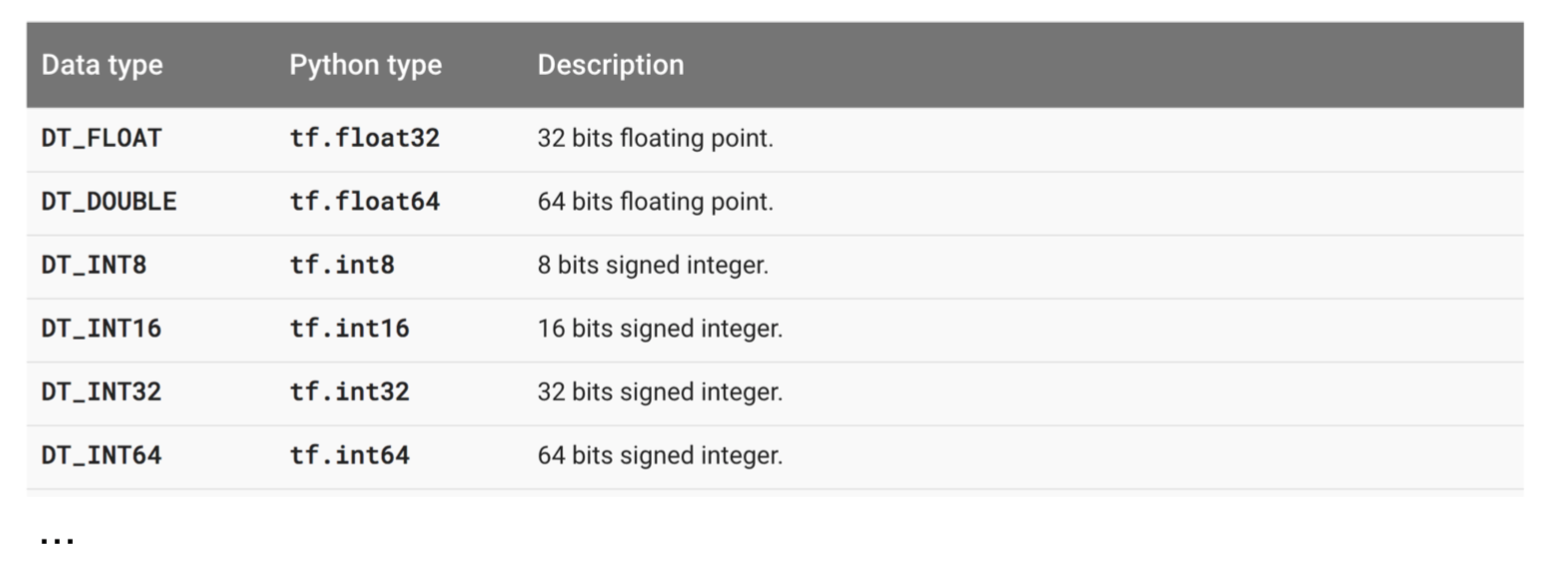 Data type Python type Description
DT_FLOAT tf.float32 32 bits floating point.
DT_DOUBLE tf.float64 64 bits floating point.
DT_INT8 tf.int8 8 bits signed integer.
DT_INT16 tf.int16 16 bits signed integer.
DT_INT32 tf.int32 32 bits signed integer.
DT_INT64 tf.int64 64 bits signed integer.
...